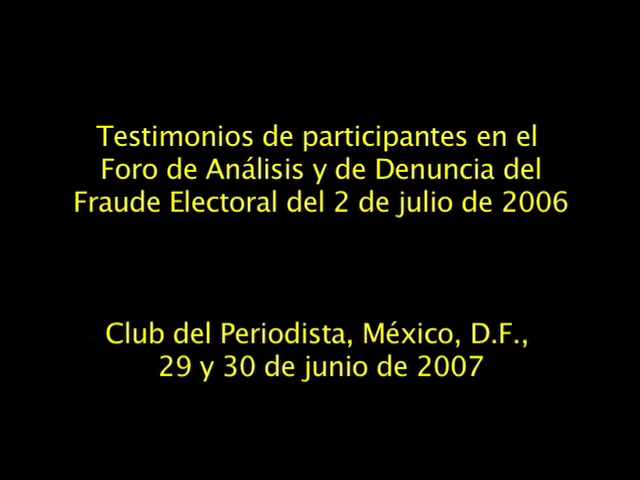 Testimonios de participantes en el
Foro de Análisis y de Denuncia del
Fraude Electoral del 2 de julio de 2006
Club del Periodista, México, D.F.,
29 y 30 de junio de 2007